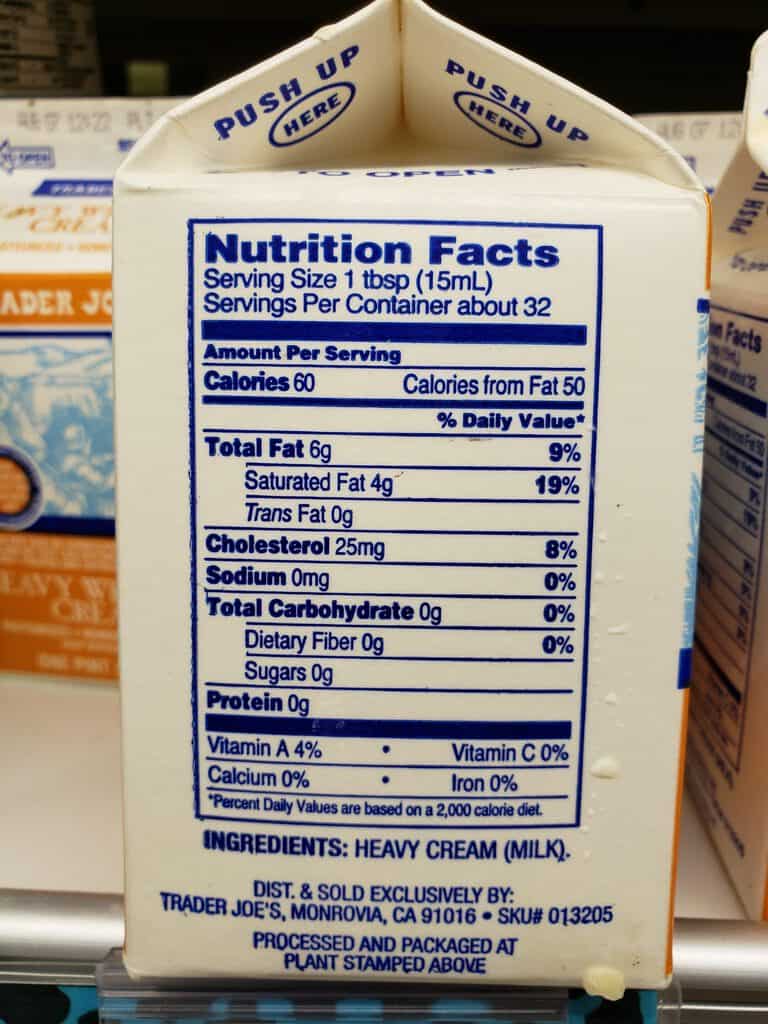 PUSH UP
HERE
PUSH UP
HERE
TO OPEN
Nutrition Facts
Serving Size 1 tbsp (15mL)
Servings Per Container about 32
Amount Per Serving
Calories 60 Calories from Fat 50
% Daily Value*
Total Fat 6g 9%
Saturated Fat 4g 19%
Trans Fat 0g
Cholesterol 25mg 8%
Sodium 0mg 0%
Total Carbohydrate 0g 0%
Dietary Fiber 0g 0%
Sugars 0g
Protein 0g
Vitamin A 4% • Vitamin C 0%
Calcium 0% • Iron 0%
*Percent Daily Values are based on a 2,000 calorie diet.
INGREDIENTS: HEAVY CREAM (MILK).
DIST. & SOLD EXCLUSIVELY BY:
TRADER JOE'S, MONROVIA, CA 91016 • SKU# 013205
PROCESSED AND PACKAGED AT
PLANT STAMPED ABOVE